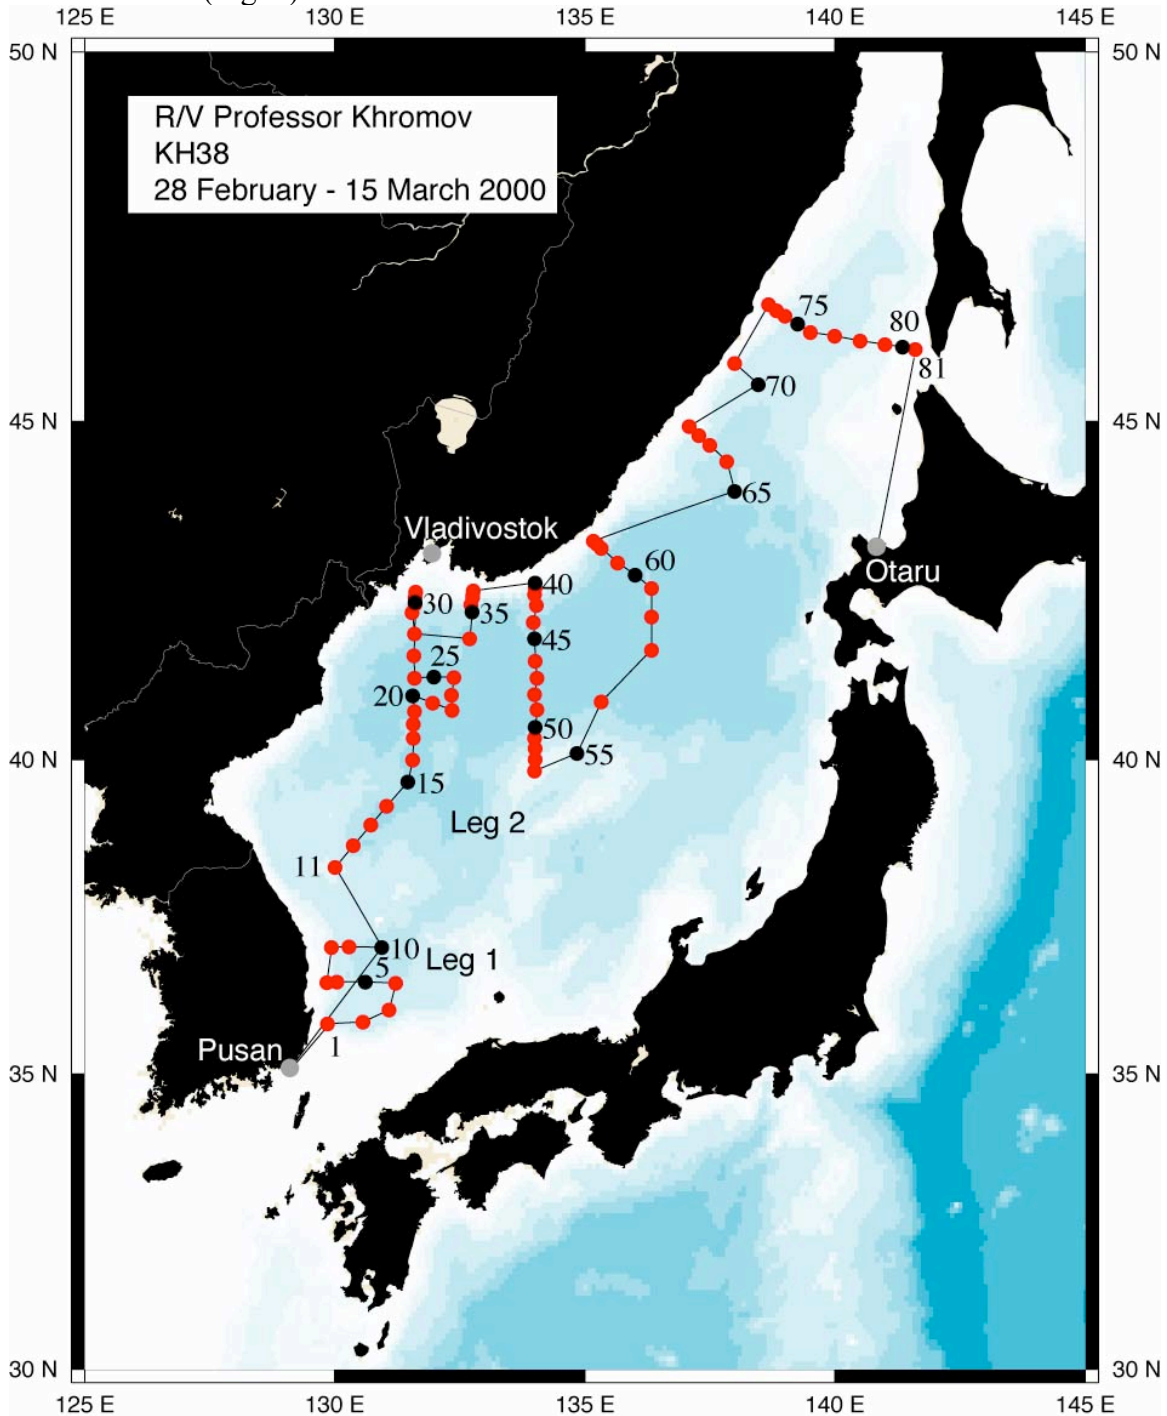 125 E 130 E 135 E 140 E 145 E
50 N 50 N
R/V Professor Khromov
KH38
28 February - 15 March 2000
75
80
81
70
45 N 45 N
65
Vladivostok
60
Otaru
40
30
35
45
25
20
50
55
40 N 40 N
15
Leg 2
11
10
Leg 1
5
1
Pusan
35 N 35 N
30 N 30 N
125 E 130 E 135 E 140 E 145 E